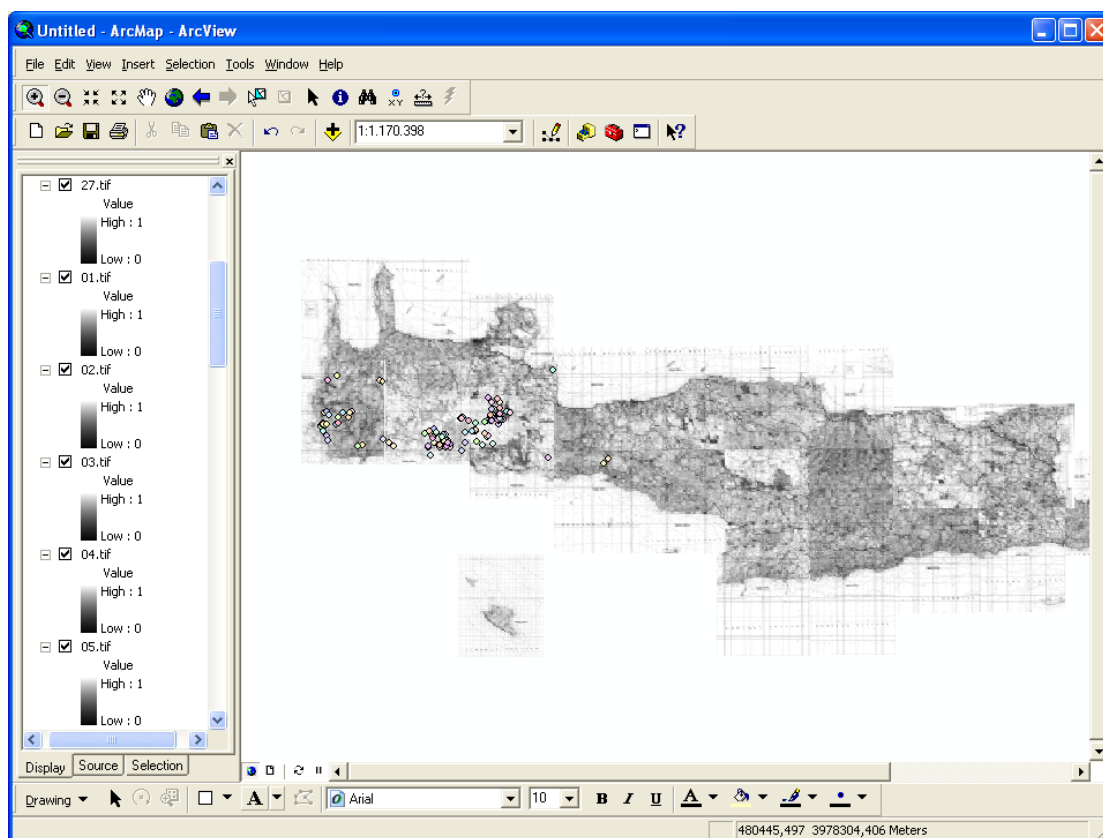 Untitled - ArcMap - ArcView
File Edit View Insert Selection Tools Window Help
1:1.170.398
27.tif
Value
High : 1
Low : 0
01.tif
Value
High : 1
Low : 0
02.tif
Value
High : 1
Low : 0
03.tif
Value
High : 1
Low : 0
04.tif
Value
High : 1
Low : 0
05.tif
Value
High : 1
Low : 0
Display Source Selection
Drawing A Arial 10 B I U A
480445,497 3978304,406 Meters